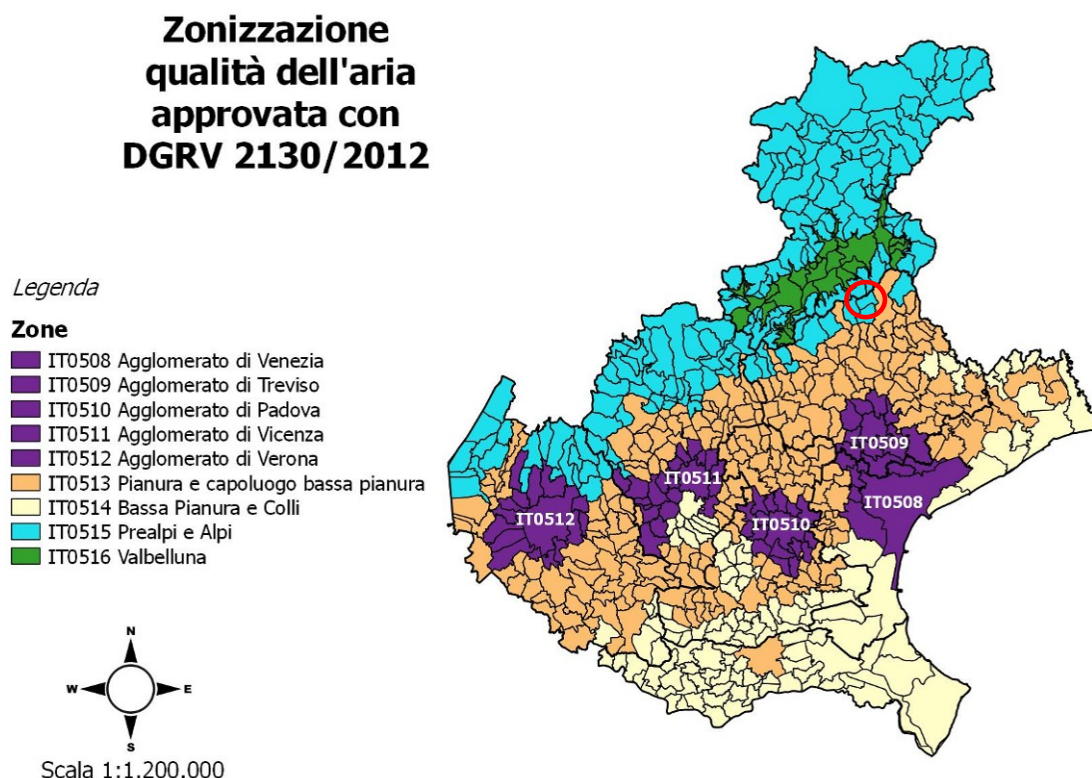 Zonizzazione
qualità dell'aria
approvata con
DGRV 2130/2012
Legenda
Zone
IT0508 Agglomerato di Venezia
IT0509 Agglomerato di Treviso
IT0510 Agglomerato di Padova
IT0511 Agglomerato di Vicenza
IT0512 Agglomerato di Verona
IT0513 Pianura e capoluogo bassa pianura
IT0514 Bassa Pianura e Colli
IT0515 Prealpi e Alpi
IT0516 Valbelluna
IT0509
IT0511
IT0508
IT0512
IT0510
N
W E
S
Scala 1:1.200.000